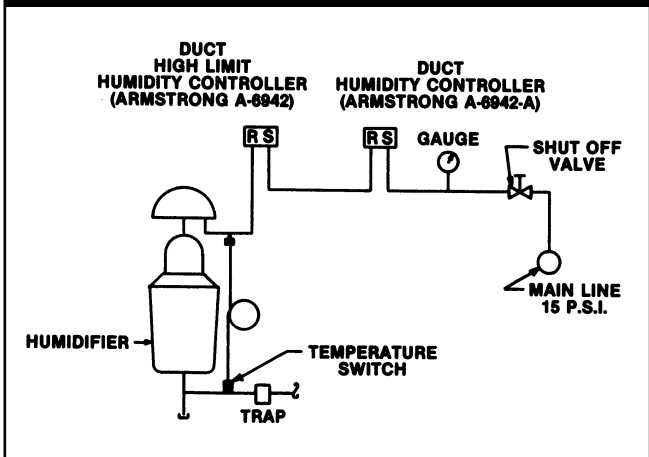 DUCT
HIGH LIMIT
HUMIDITY CONTROLLER
(ARMSTRONG A-6942)
DUCT
HUMIDITY CONTROLLER
(ARMSTRONG A-6942-A)
R S
R S
GAUGE
SHUT OFF
VALVE
MAIN LINE
15 P.S.I.
HUMIDIFIER
TEMPERATURE
SWITCH
TRAP